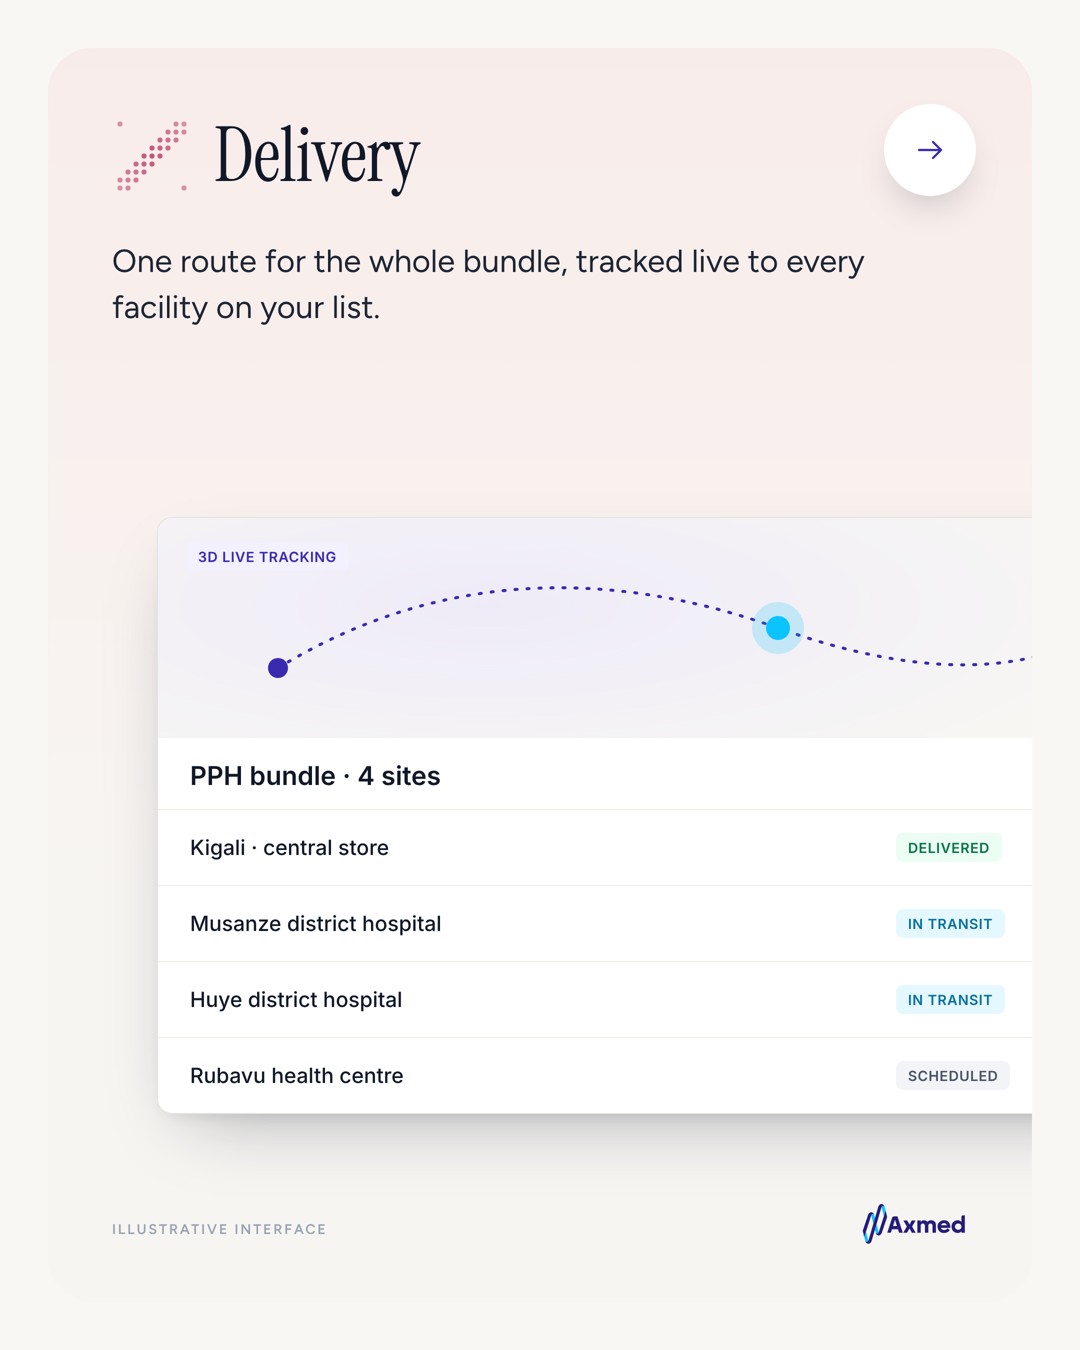 Delivery
One route for the whole bundle, tracked live to every
facility on your list.
3D LIVE TRACKING
PPH bundle · 4 sites
Kigali · central store
DELIVERED
Musanze district hospital
IN TRANSIT
Huye district hospital
IN TRANSIT
Rubavu health centre
SCHEDULED
ILLUSTRATIVE INTERFACE
Axmed